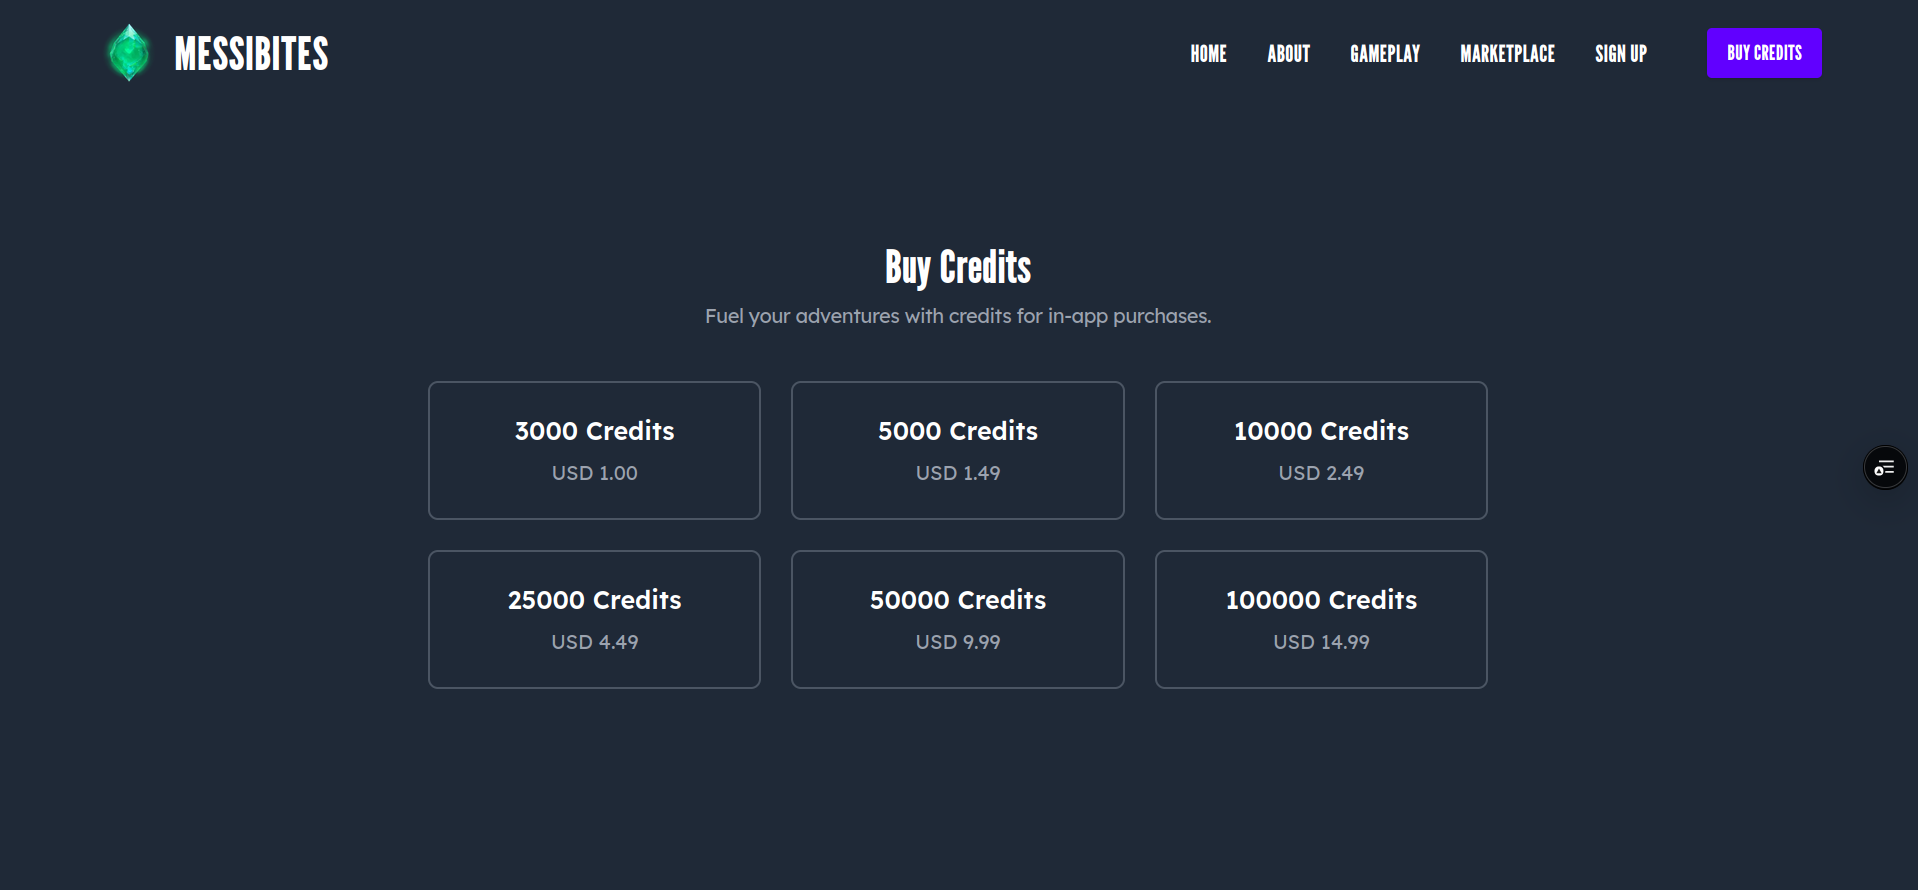 MESSIBITES
HOME ABOUT GAMEPLAY MARKETPLACE SIGN UP BUY CREDITS
Buy Credits
Fuel your adventures with credits for in-app purchases.
3000 Credits
USD 1.00
5000 Credits
USD 1.49
10000 Credits
USD 2.49
25000 Credits
USD 4.49
50000 Credits
USD 9.99
100000 Credits
USD 14.99